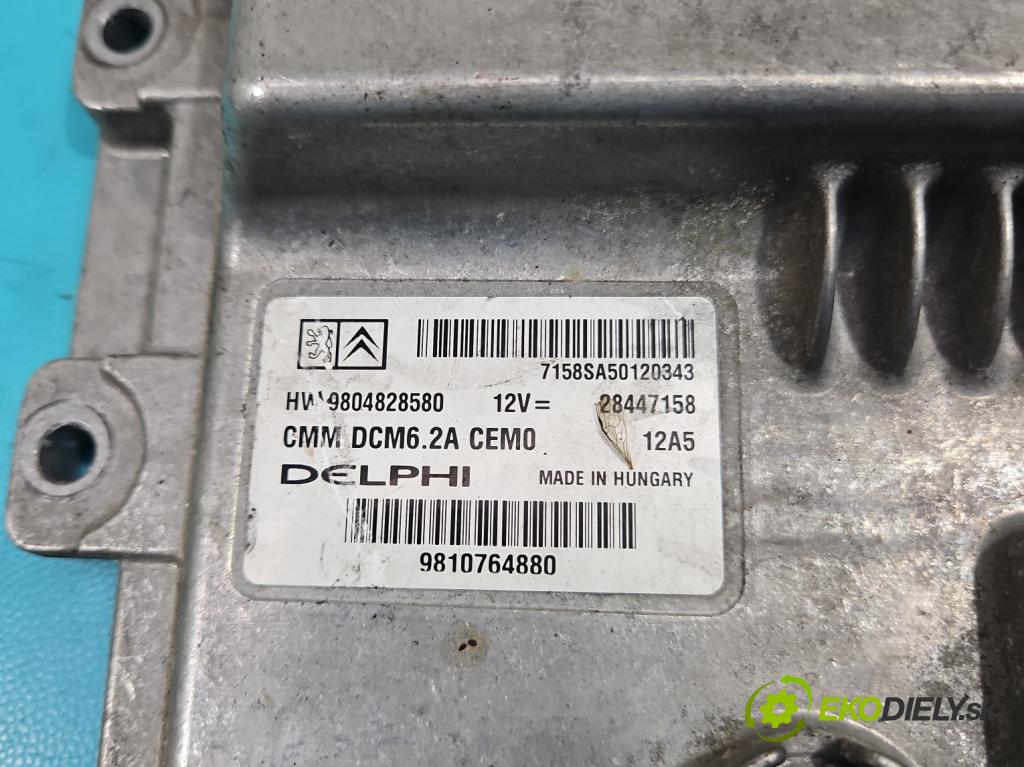 7158SA50120343
HW 9804828580 12V= 28447158
CMM DCM6.2A CEM0 12A5
DELPHI MADE IN HUNGARY
9810764880
EKODIELY.sk